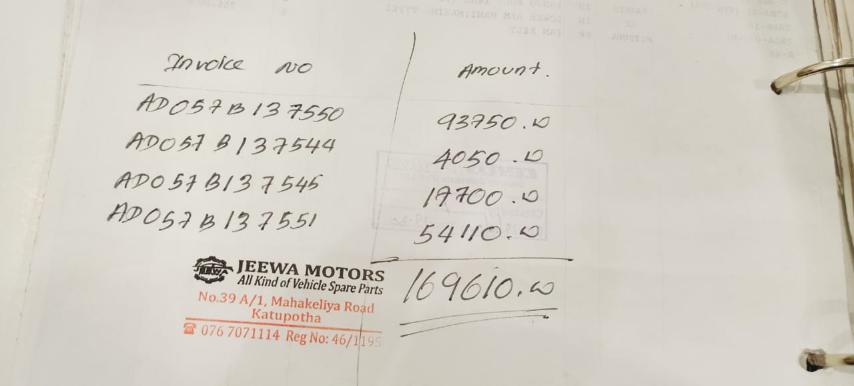 Invoice NO Amount.
AD057B137550 93750.00
AD057B137544 4050.00
AD057B137545 17700.00
AD057B137551 54110.00
169610.00
JEEWA MOTORS
All Kind of Vehicle Spare Parts
No.39 A/1, Mahakeliya Road
Katupotha
☎ 076 7071114 Reg No: 46/1195